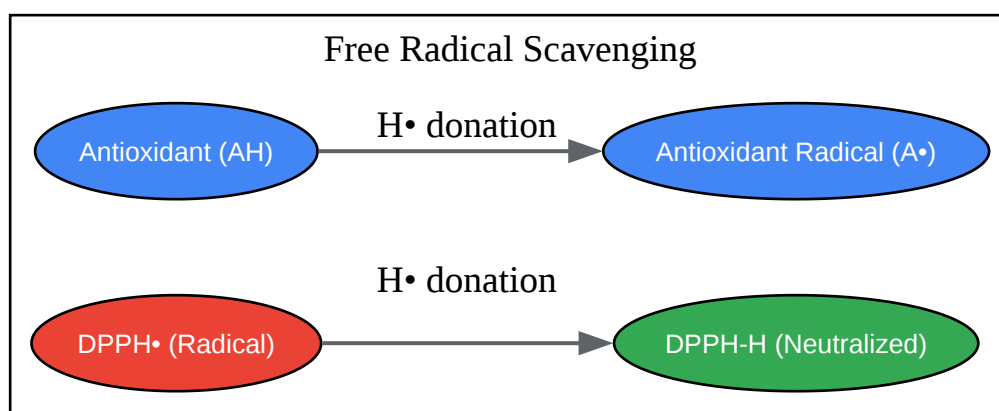 Free Radical Scavenging
H• donation
Antioxidant (AH)
Antioxidant Radical (A•)
H• donation
DPPH• (Radical)
DPPH-H (Neutralized)